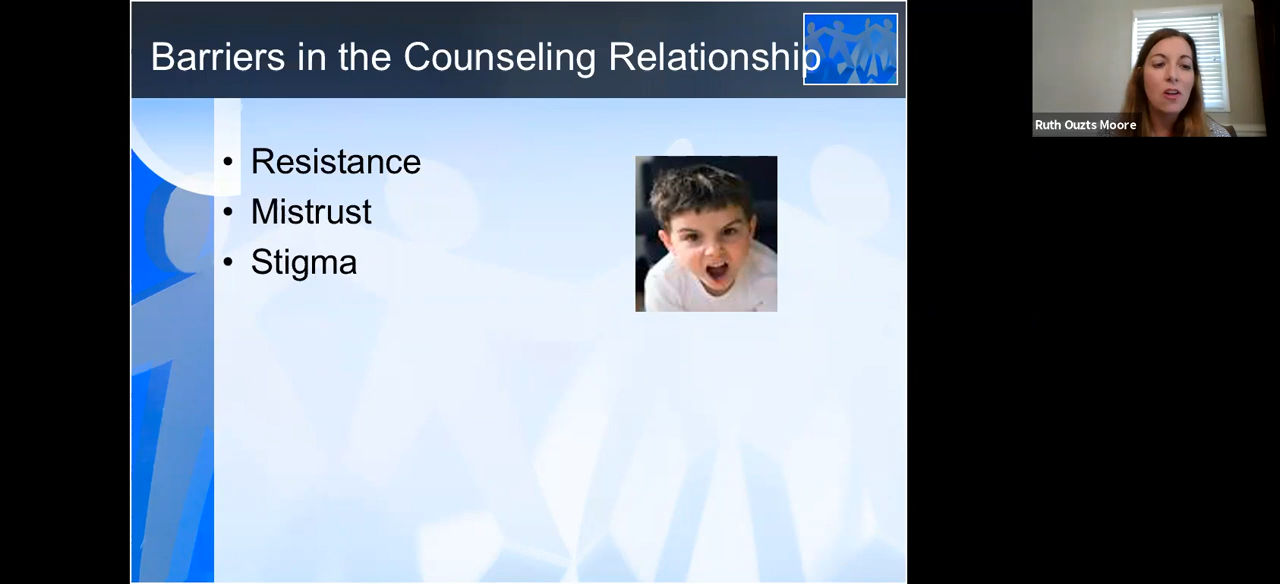 Barriers in the Counseling Relationship
• Resistance
• Mistrust
• Stigma
Ruth Ouzts Moore